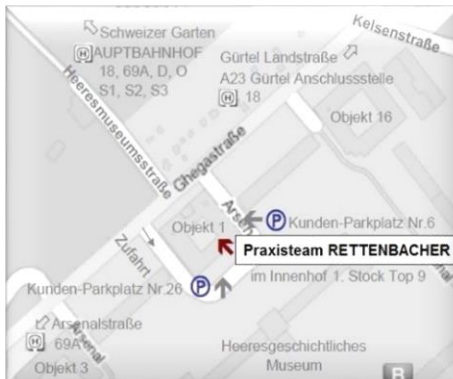 Schweizer Garten
H AUPTBAHNHOF
18, 69A, D, O
S1, S2, S3
Kelsenstraße
Gürtel Landstraße
A23 Gürtel Anschlussstelle
H 18
Objekt 16
Heeresmuseumsstraße
Ghegastraße
Arsenal
Objekt 1
P Kunden-Parkplatz Nr.6
Praxisteam RETTENBACHER
im Innenhof 1. Stock Top 9
Zufahrt
Kunden-Parkplatz Nr.26 P
Arsenalstraße
H 69A
Arsenal
Objekt 3
Heeresgeschichtliches
Museum
B